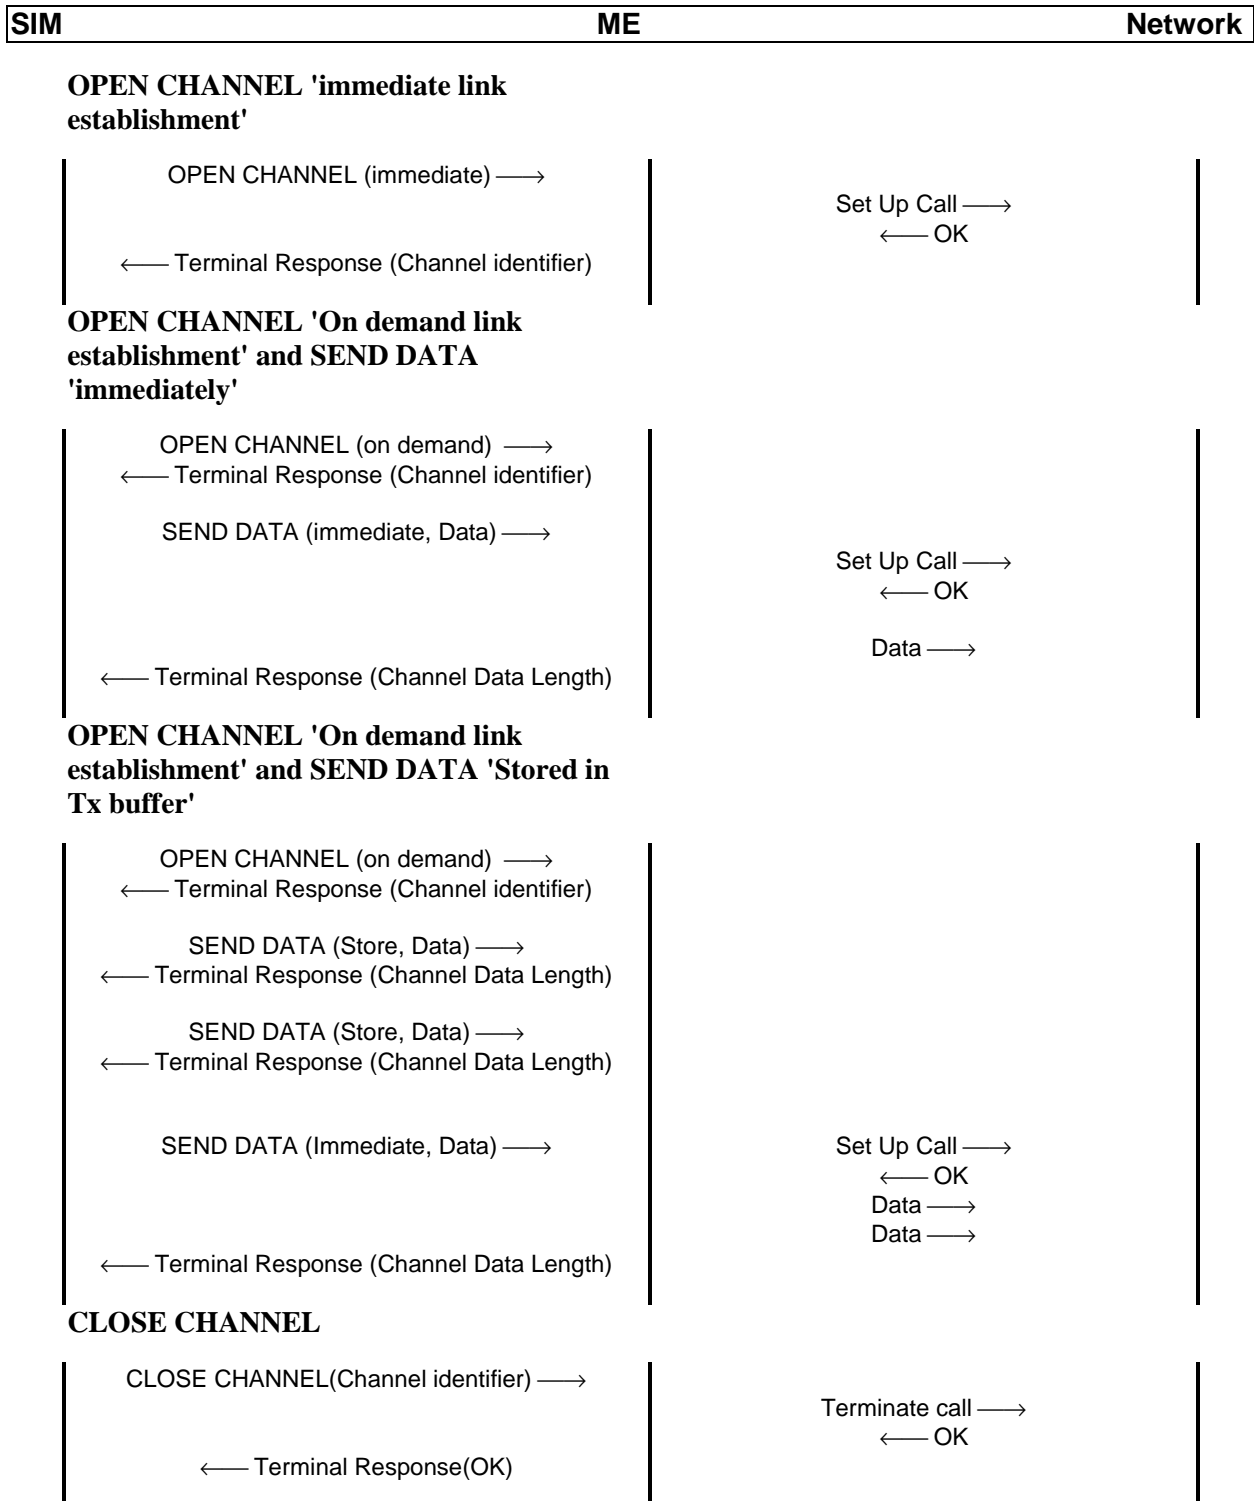 SIM ME Network
OPEN CHANNEL 'immediate link
establishment'
OPEN CHANNEL (immediate) ⟶
Set Up Call ⟶
⟵ OK
⟵ Terminal Response (Channel identifier)
OPEN CHANNEL 'On demand link
establishment' and SEND DATA
'immediately'
OPEN CHANNEL (on demand) ⟶
⟵ Terminal Response (Channel identifier)
SEND DATA (immediate, Data) ⟶
Set Up Call ⟶
⟵ OK
Data ⟶
⟵ Terminal Response (Channel Data Length)
OPEN CHANNEL 'On demand link
establishment' and SEND DATA 'Stored in
Tx buffer'
OPEN CHANNEL (on demand) ⟶
⟵ Terminal Response (Channel identifier)
SEND DATA (Store, Data) ⟶
⟵ Terminal Response (Channel Data Length)
SEND DATA (Store, Data) ⟶
⟵ Terminal Response (Channel Data Length)
SEND DATA (Immediate, Data) ⟶ Set Up Call ⟶
⟵ OK
Data ⟶
Data ⟶
⟵ Terminal Response (Channel Data Length)
CLOSE CHANNEL
CLOSE CHANNEL(Channel identifier) ⟶
Terminate call ⟶
⟵ OK
⟵ Terminal Response(OK)